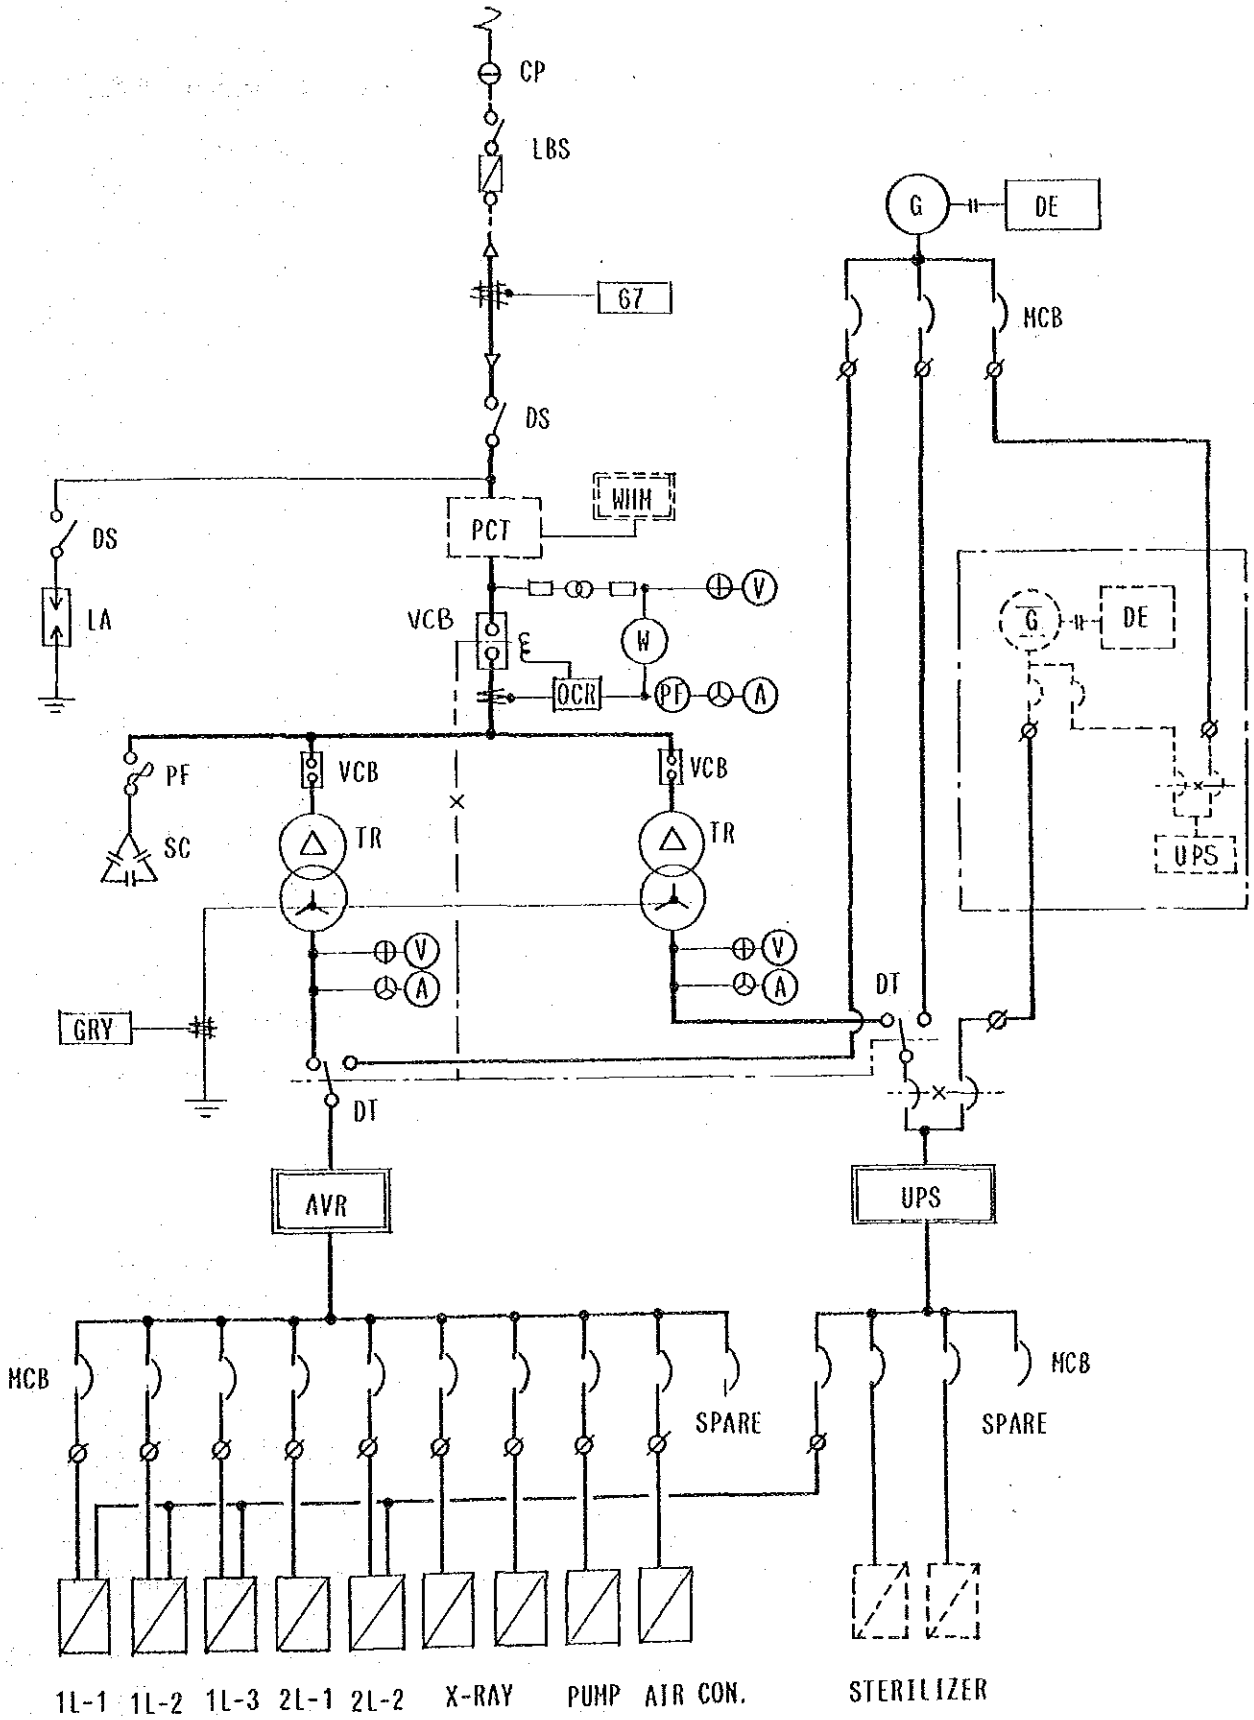 CP
LBS
G
DE
67
MCB
DS
WHM
PCT
DS
LA
VCB
V
W
OCR
PF
A
G
DE
PF
VCB
VCB
TR
TR
SC
UPS
V
A
V
A
DT
GRY
DT
AVR
UPS
MCB
SPARE
MCB
SPARE
1L-1
1L-2
1L-3
2L-1
2L-2
X-RAY
PUMP
AIR CON.
STERILIZER